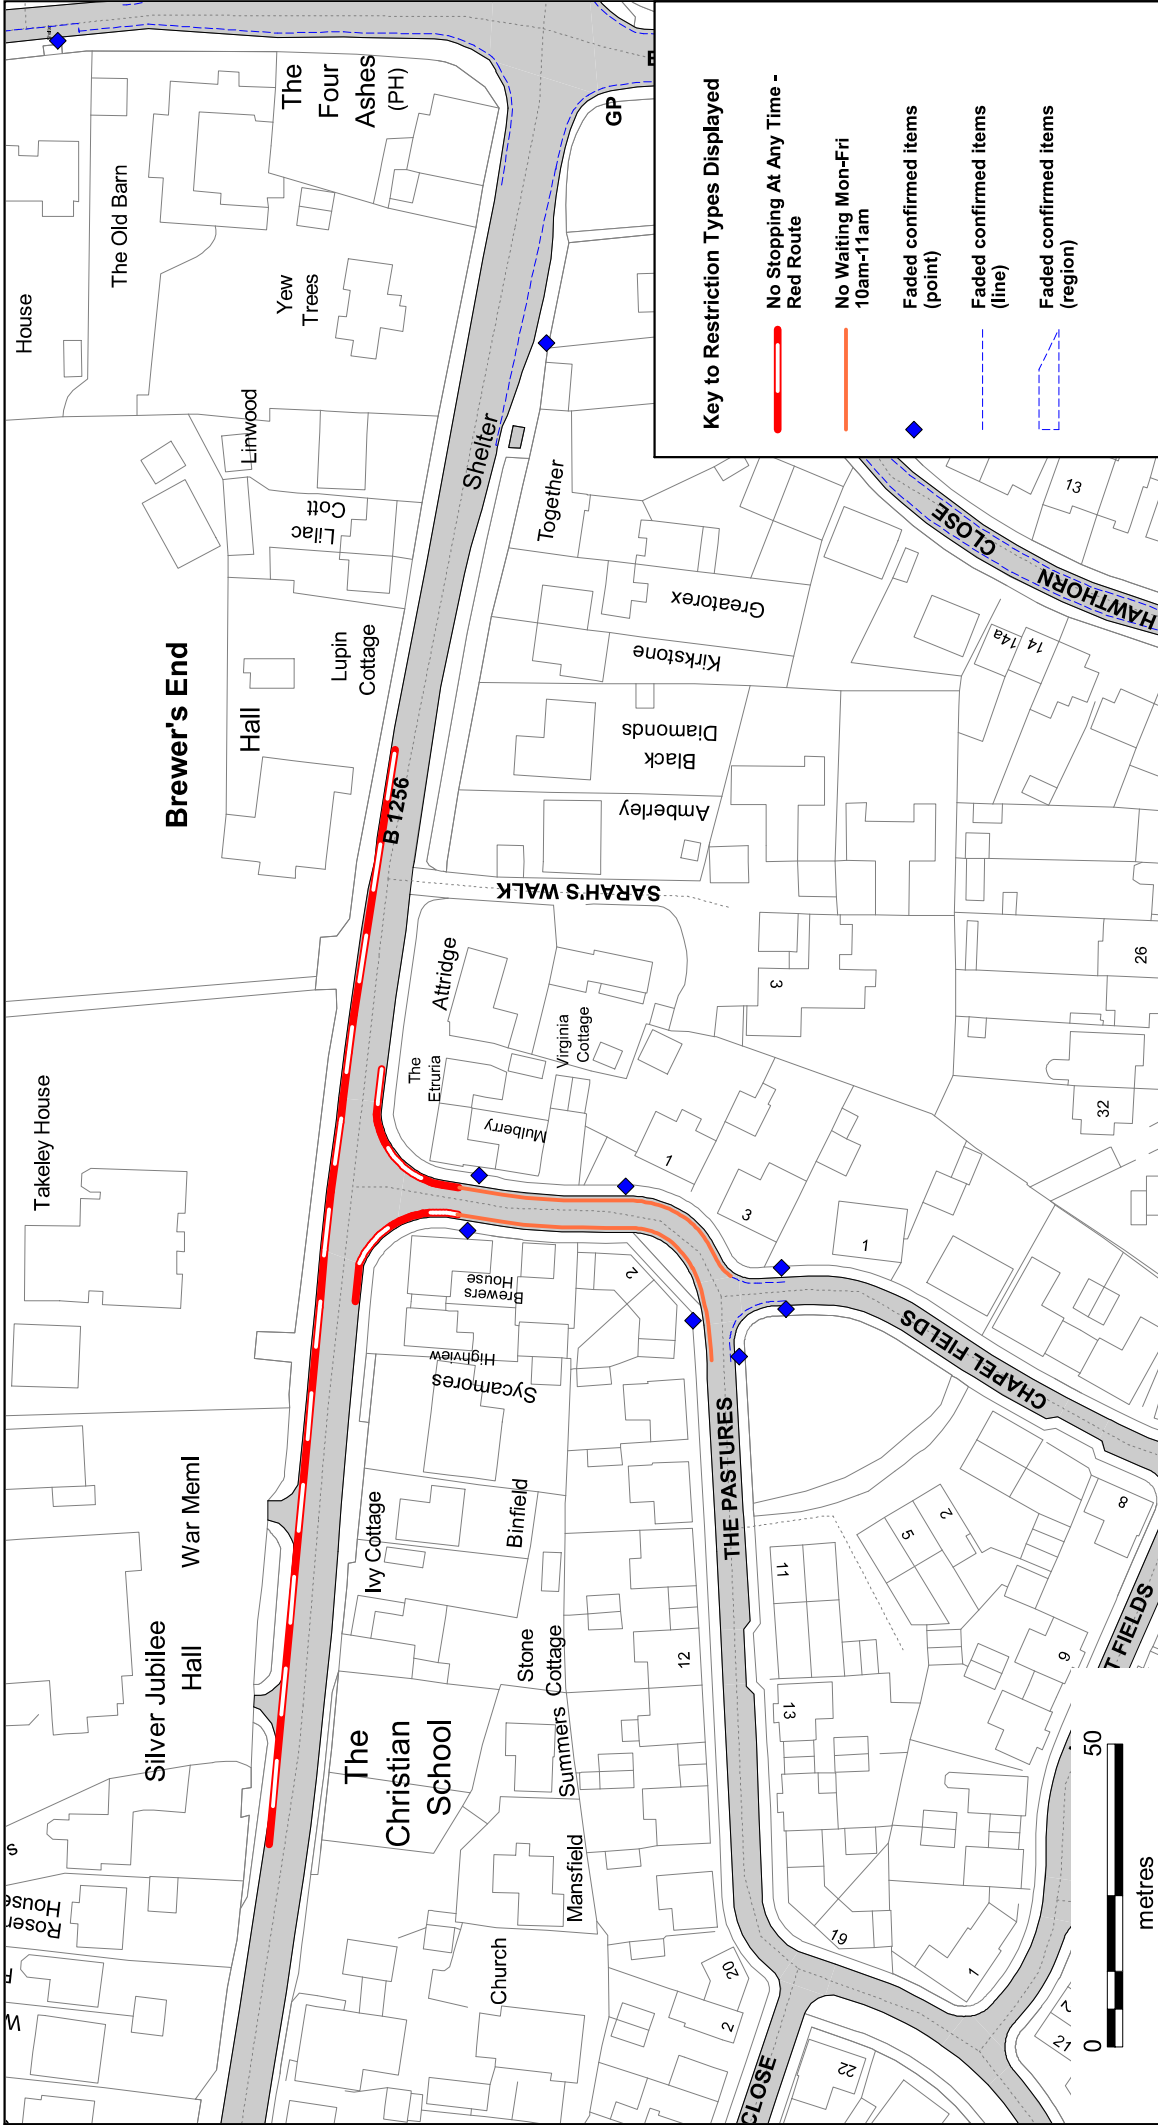 House
The Old Barn
The
Four
Ashes
(PH)
Yew
Trees
Linwood
Lilac
Cott
Shelter
GP
Together
Brewer's End
Hall
Lupin
Cottage
B 1256
Greatorex
Kirkstone
Black
Diamonds
Amberley
SARAH'S WALK
Attridge
The
Etruria
Virginia
Cottage
Mulberry
Takeley House
Brewers
House
Highview
Sycamores
War Meml
Silver Jubilee
Hall
Ivy Cottage
Binfield
Stone
Cottage
Summers
The
Christian
School
Mansfield
Church
Rosen
House
s
W
THE PASTURES
CHAPEL FIELDS
HAWTHORN
CLOSE
T FIELDS
CLOSE
13
14a
14
26
32
3
1
3
1
2
12
11
13
5
2
8
9
19
1
20
2
22
21
Key to Restriction Types Displayed
No Stopping At Any Time -
Red Route
No Waiting Mon-Fri
10am-11am
Faded confirmed items
(point)
Faded confirmed items
(line)
Faded confirmed items
(region)
0
50
metres